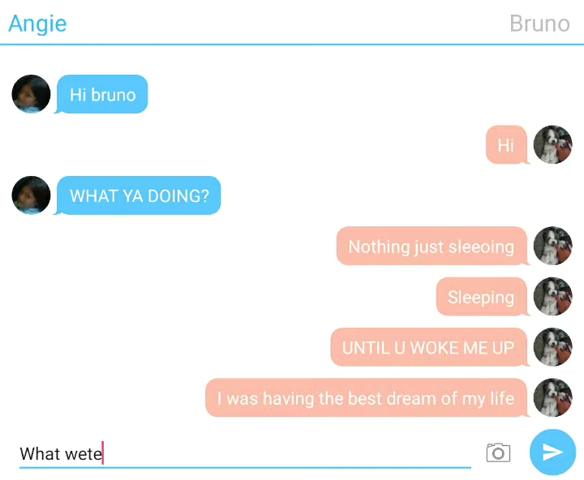 Angie Bruno
Hi bruno
Hi
WHAT YA DOING?
Nothing just sleeoing
Sleeping
UNTIL U WOKE ME UP
I was having the best dream of my life
What wete